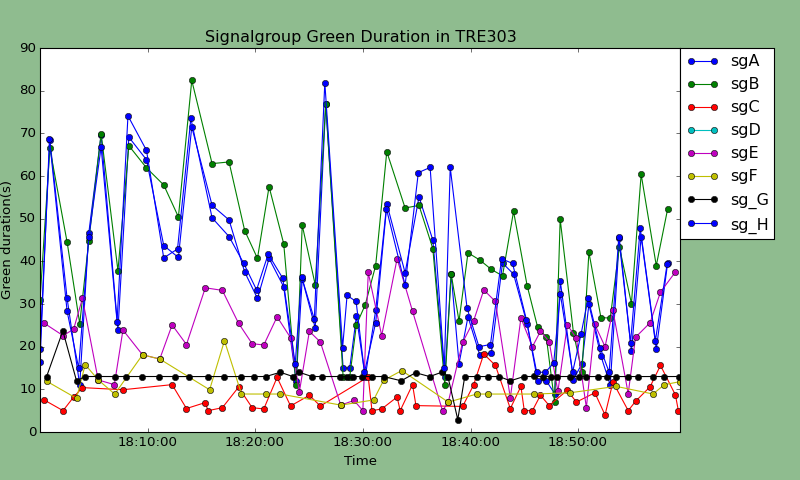 Signalgroup Green Duration in TRE303
90
80
70
60
50
40
30
20
10
0
Green duration(s)
18:10:00
18:20:00
18:30:00
18:40:00
18:50:00
Time
sgA
sgB
sgC
sgD
sgE
sgF
sg_G
sg_H